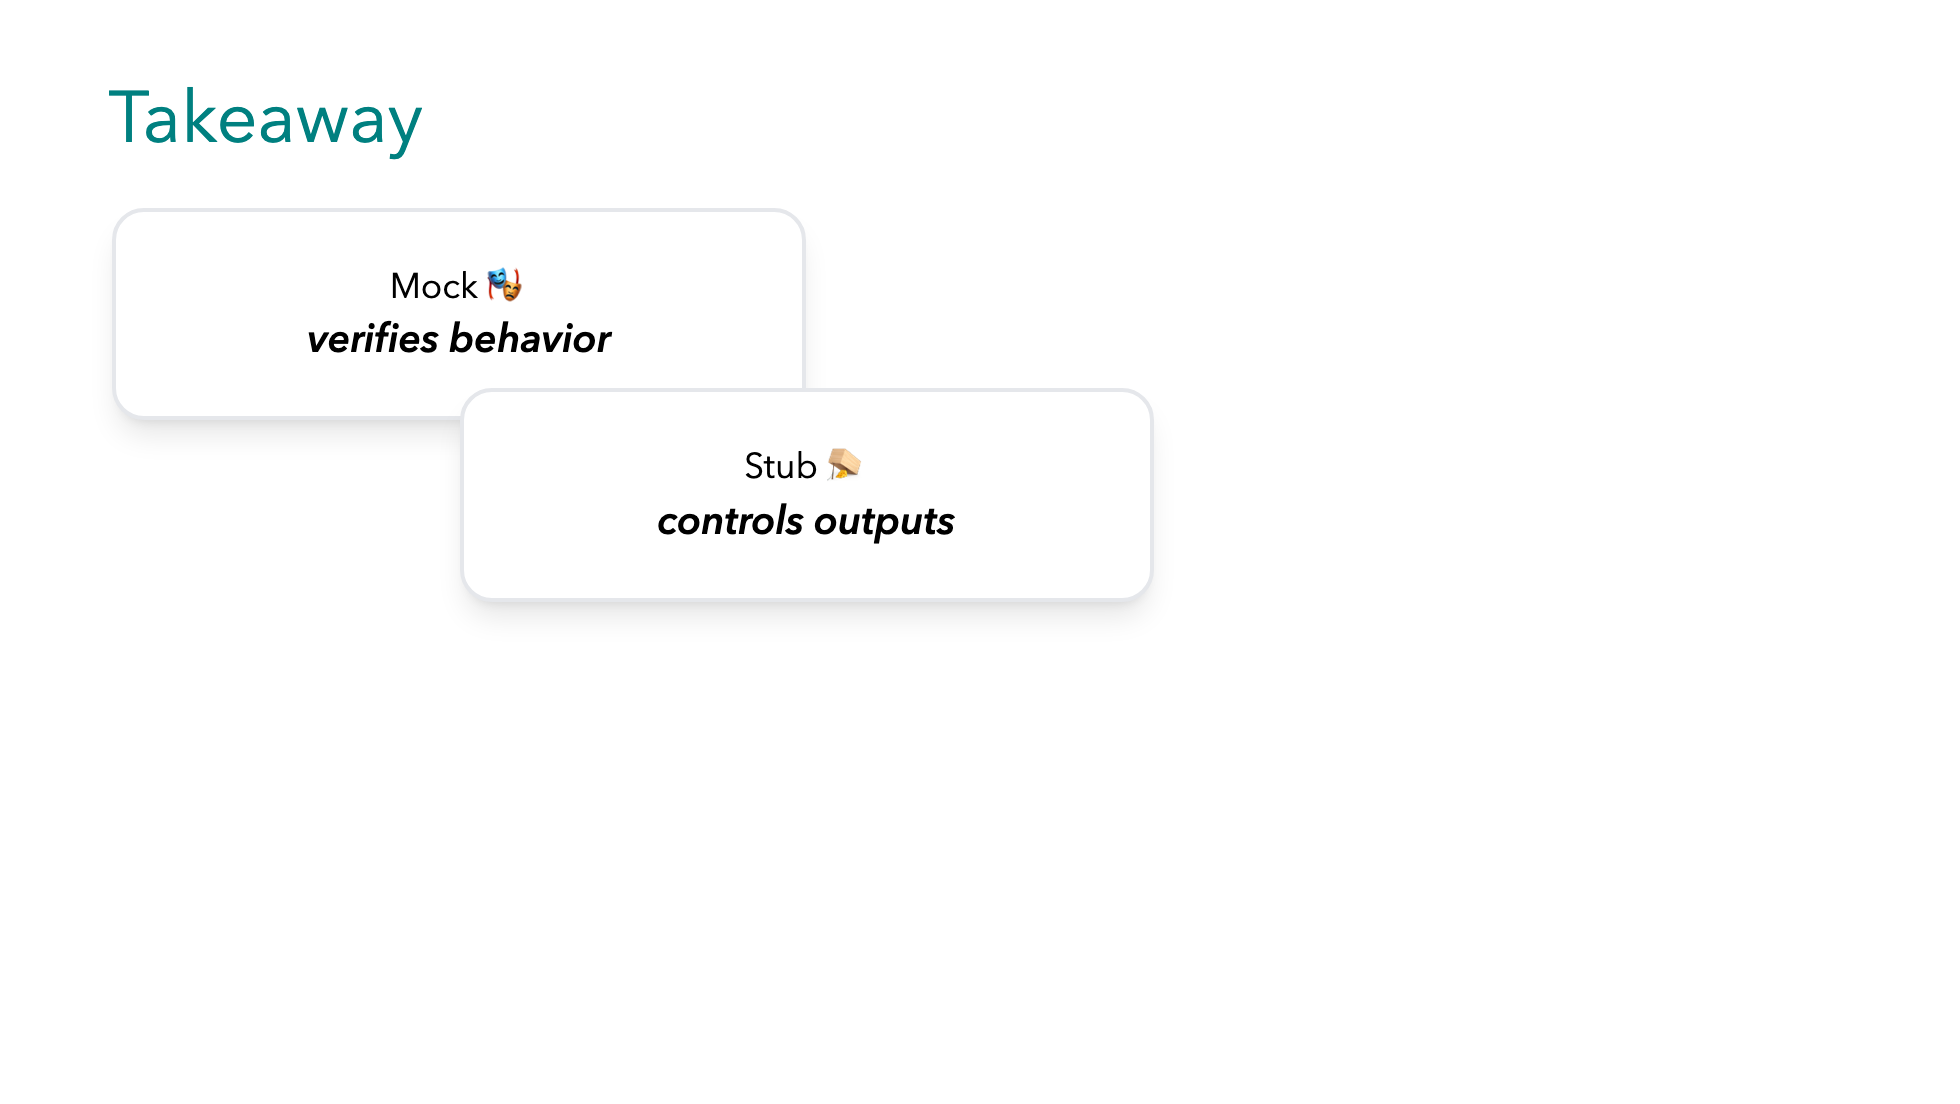 Takeaway
Mock 🎭
verifies behavior
Stub 🪤
controls outputs